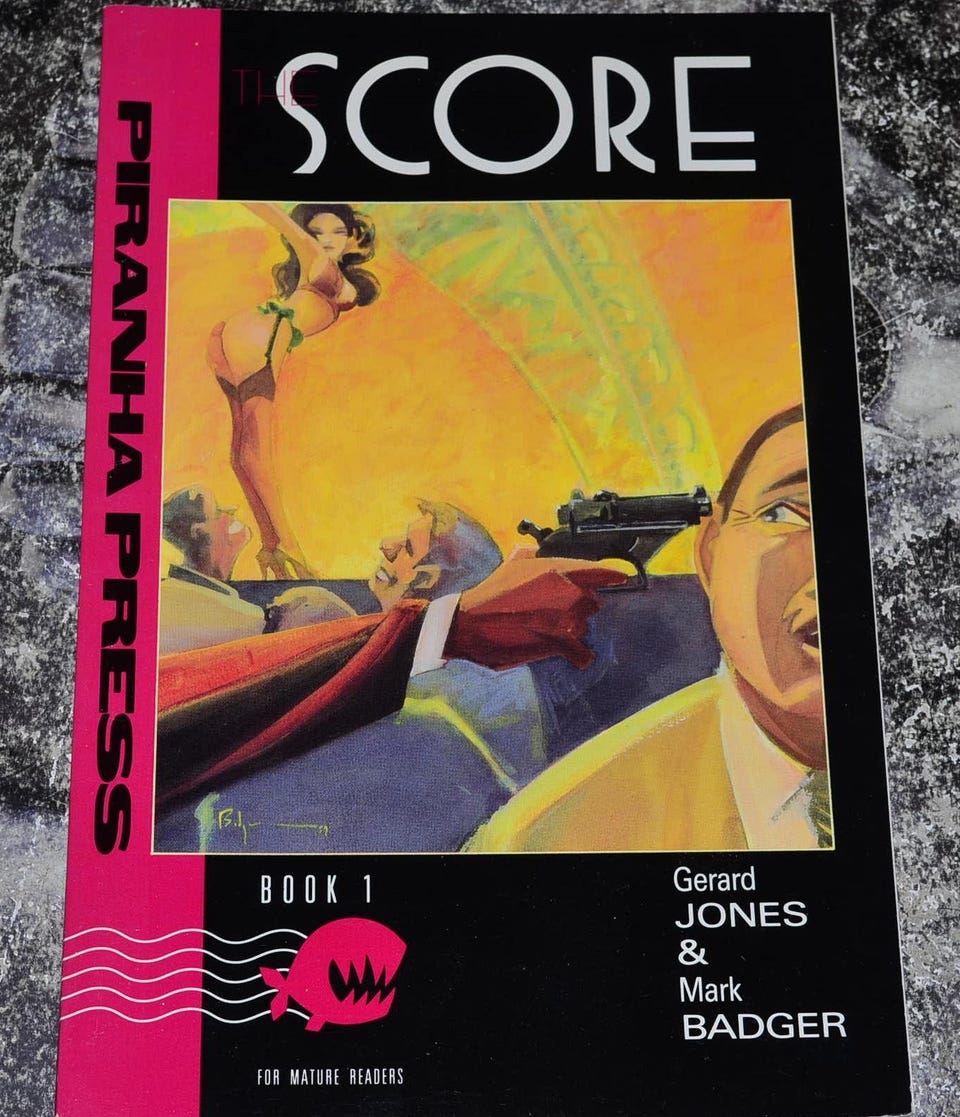 THE
SCORE
PIRANHA PRESS
BOOK 1
Gerard
JONES
&
Mark
BADGER
FOR MATURE READERS